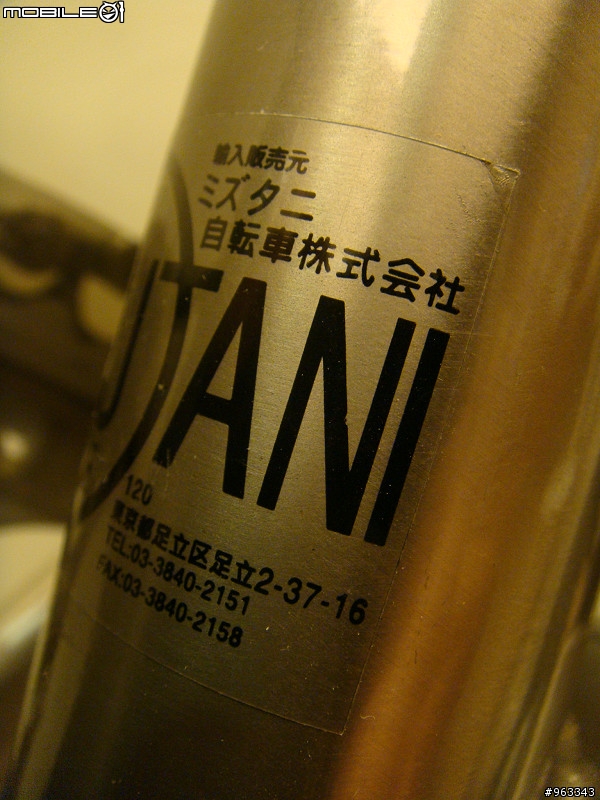 MOBILE01
輸入販売元
ミズタニ
自転車株式会社
UTANI
120
東京都足立区足立2-37-16
TEL:03-3840-2151
FAX:03-3840-2158
#963343